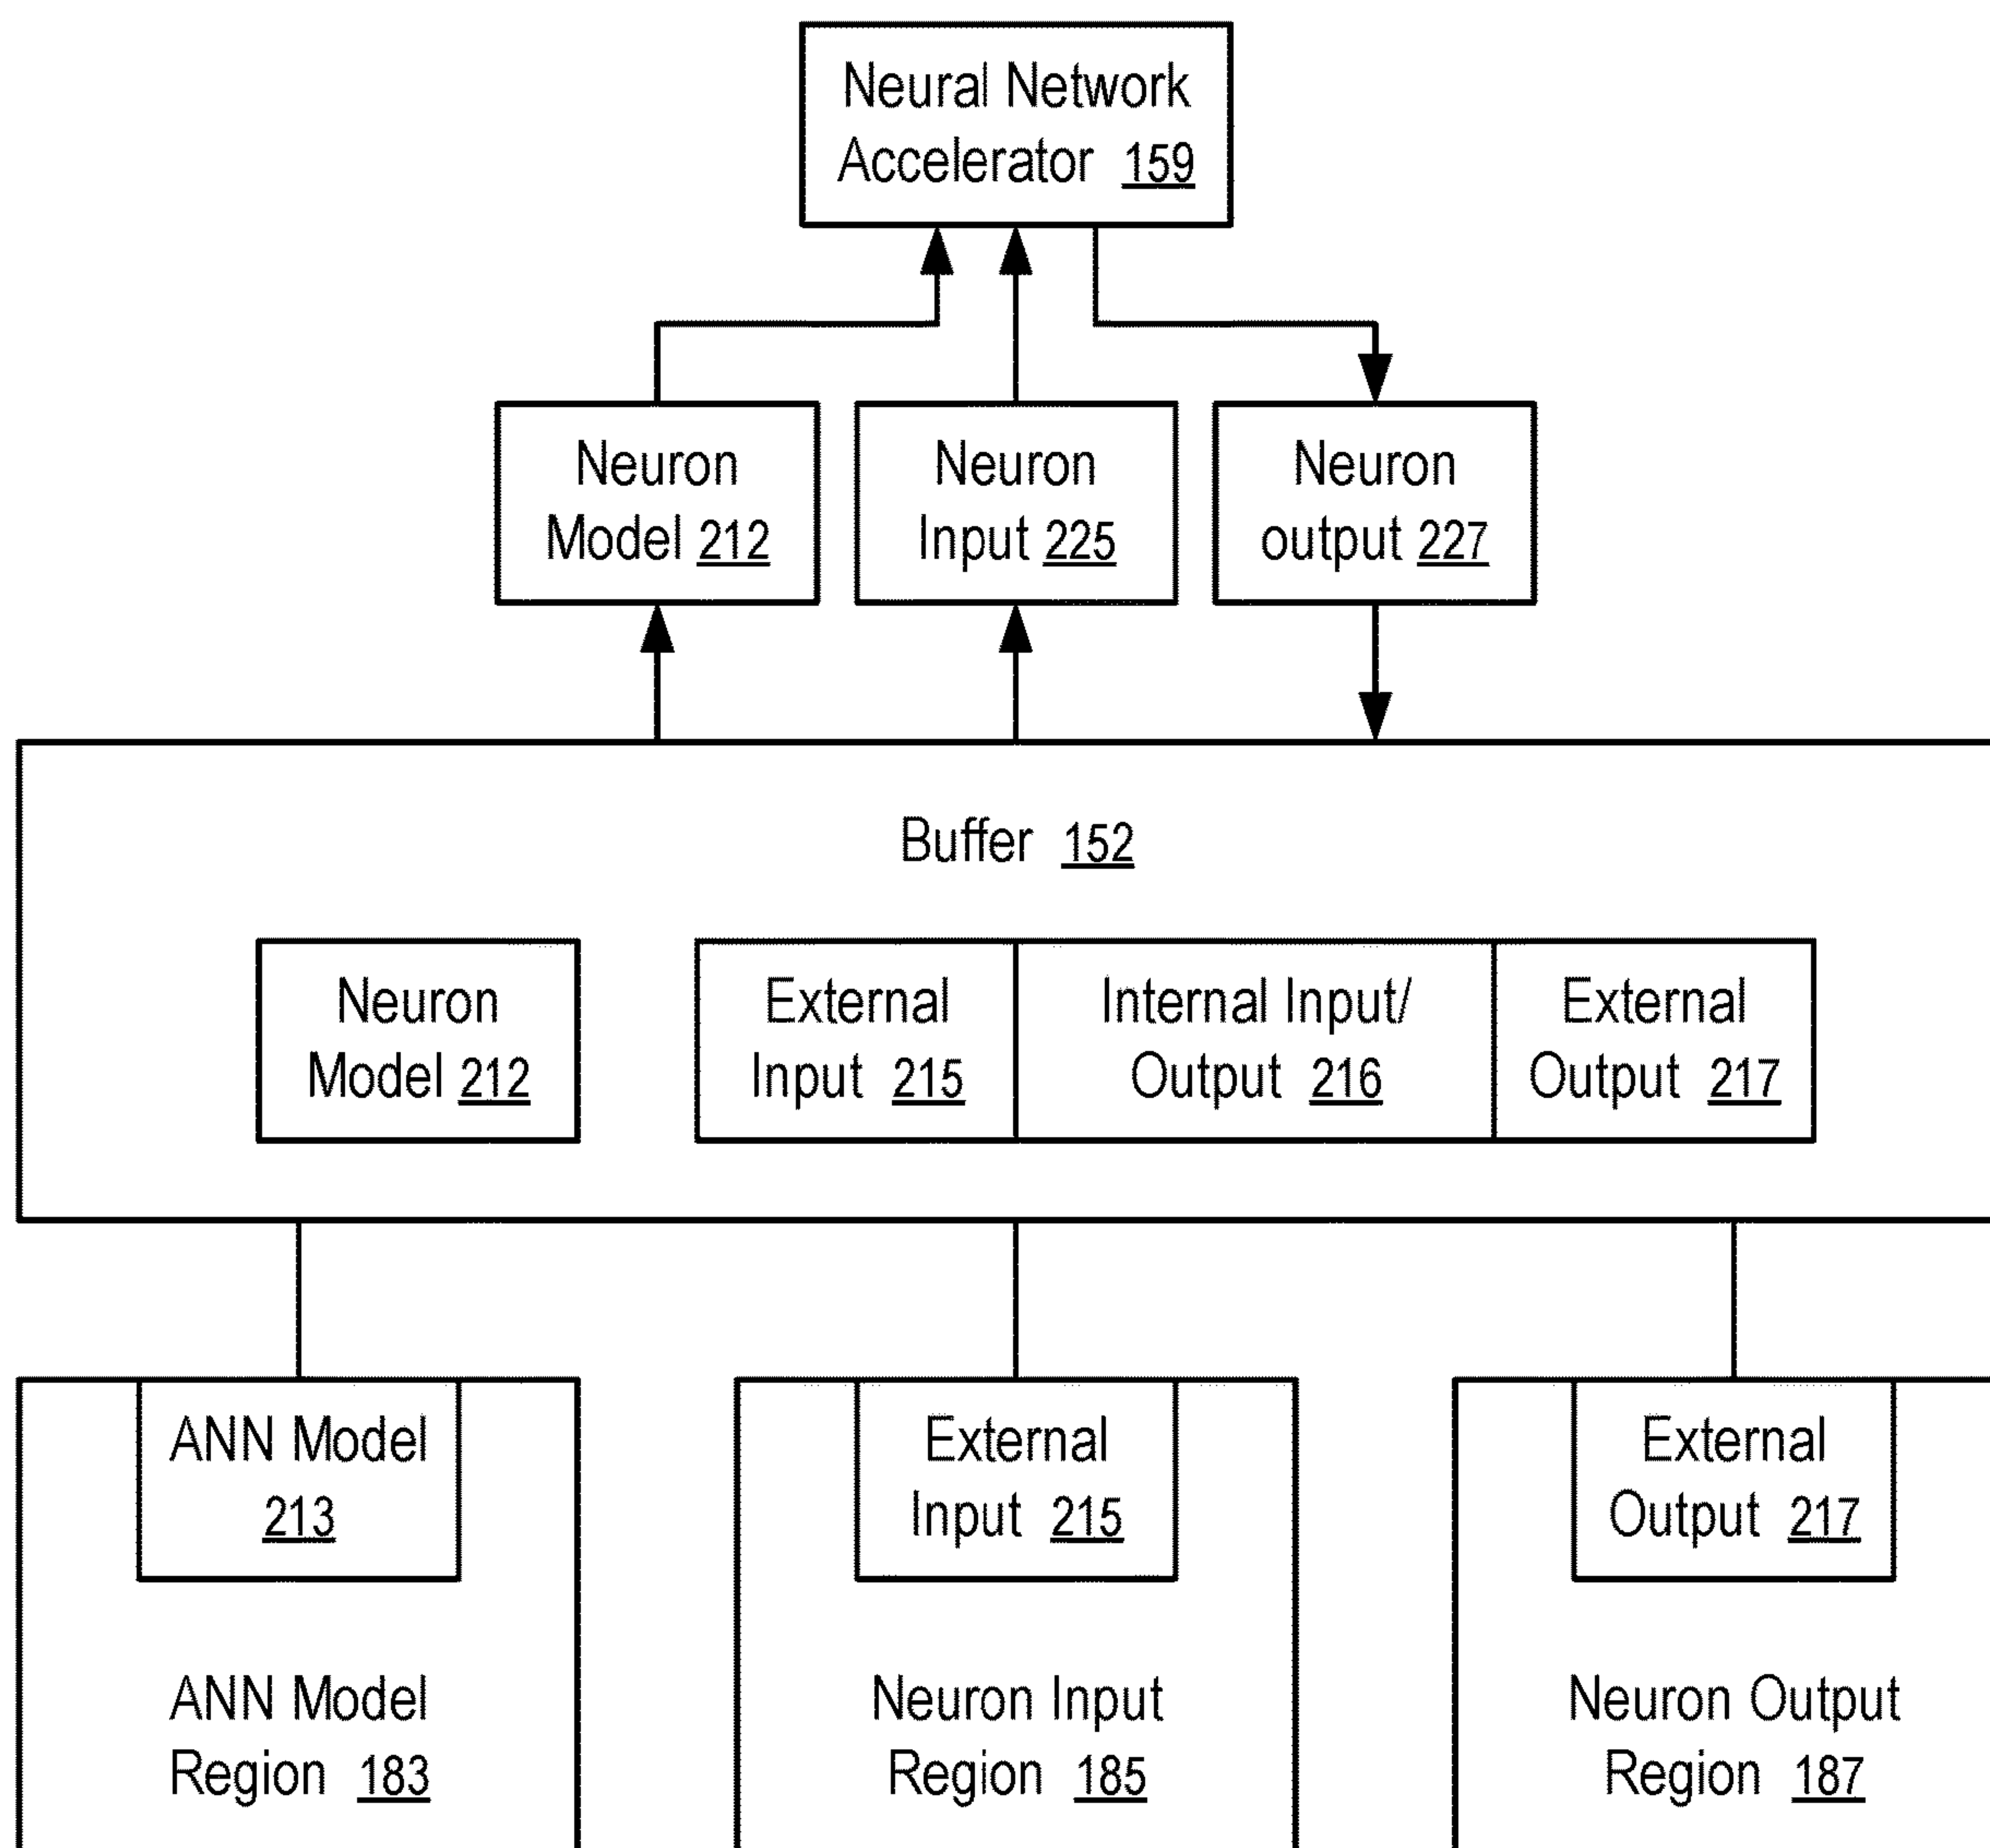 Neural Network
Accelerator 159
Neuron
Model 212
Neuron
Input 225
Neuron
output 227
Buffer 152
Neuron
Model 212
External
Input 215
Internal Input/
Output 216
External
Output 217
ANN Model
213
ANN Model
Region 183
External
Input 215
Neuron Input
Region 185
External
Output 217
Neuron Output
Region 187